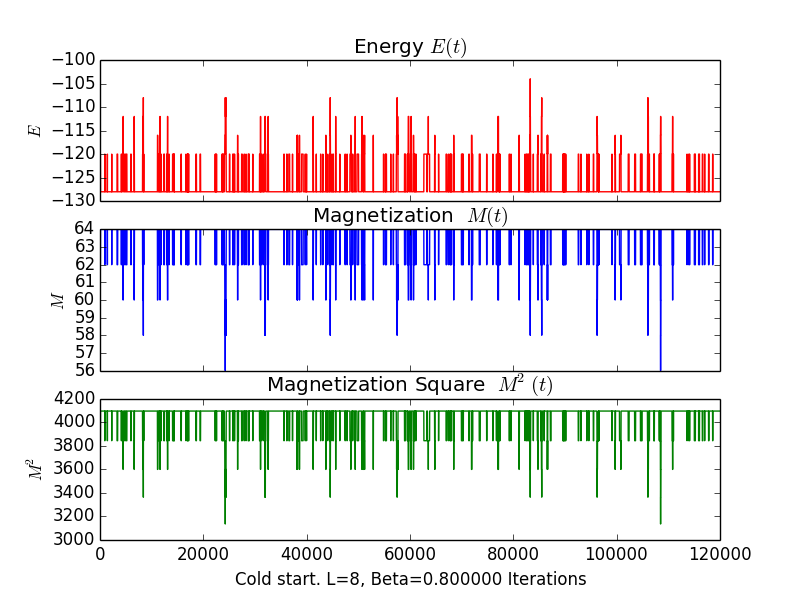 Energy E(t)
−100
−105
−110
−115
−120
−125
−130
E
Magnetization M(t)
64
63
62
61
60
59
58
57
56
M
Magnetization Square M² (t)
4200
4000
3800
3600
3400
3200
3000
M²
0 20000 40000 60000 80000 100000 120000
Cold start. L=8, Beta=0.800000 Iterations